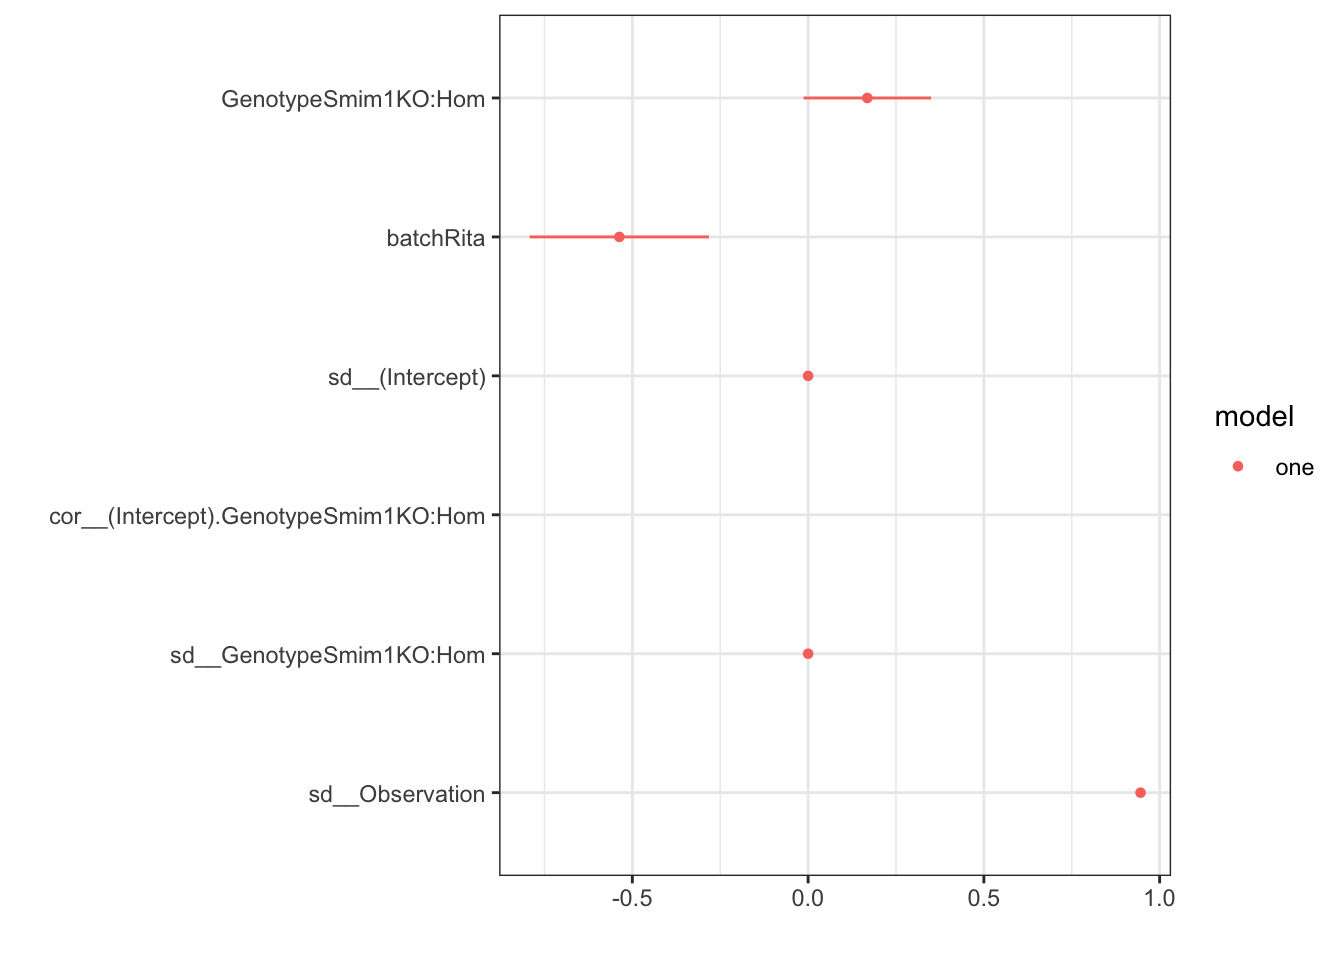 GenotypeSmim1KO:Hom
batchRita
sd__(Intercept)
cor__(Intercept).GenotypeSmim1KO:Hom
sd__GenotypeSmim1KO:Hom
sd__Observation
-0.5 0.0 0.5 1.0
model
one